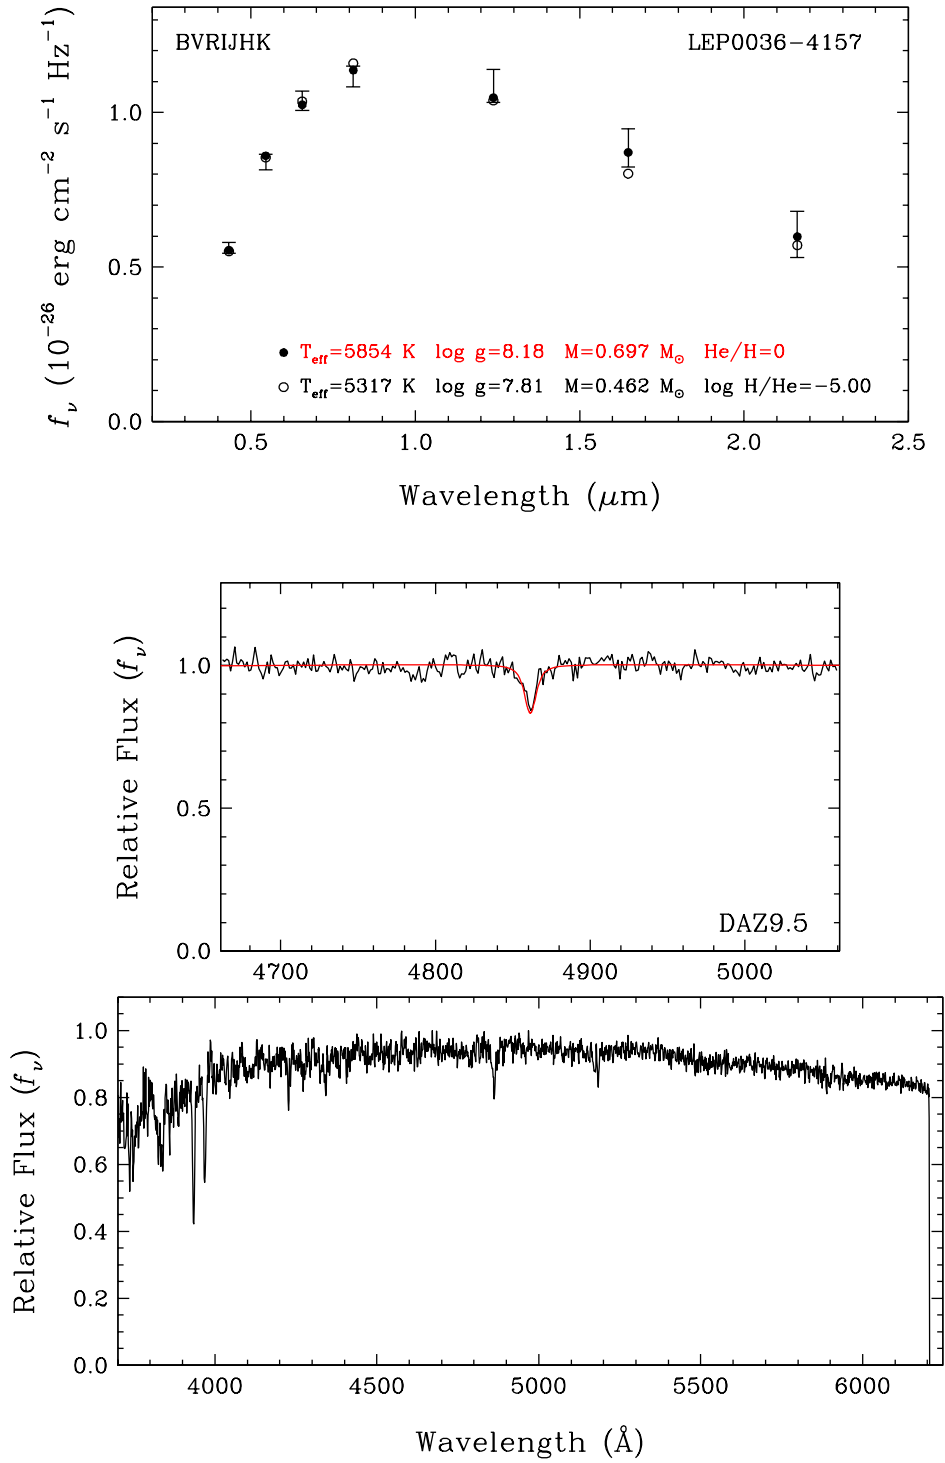 BVRIJHK LEP0036−4157
f_ν (10^−26 erg cm^−2 s^−1 Hz^−1)
1.0
0.5
0.0
T_eff=5854 K log g=8.18 M=0.697 M_⊙ He/H=0
T_eff=5317 K log g=7.81 M=0.462 M_⊙ log H/He=−5.00
0.5 1.0 1.5 2.0 2.5
Wavelength (μm)
Relative Flux (f_ν)
1.0
0.5
0.0
DAZ9.5
4700 4800 4900 5000
Relative Flux (f_ν)
1.0
0.8
0.6
0.4
0.2
0.0
4000 4500 5000 5500 6000
Wavelength (Å)